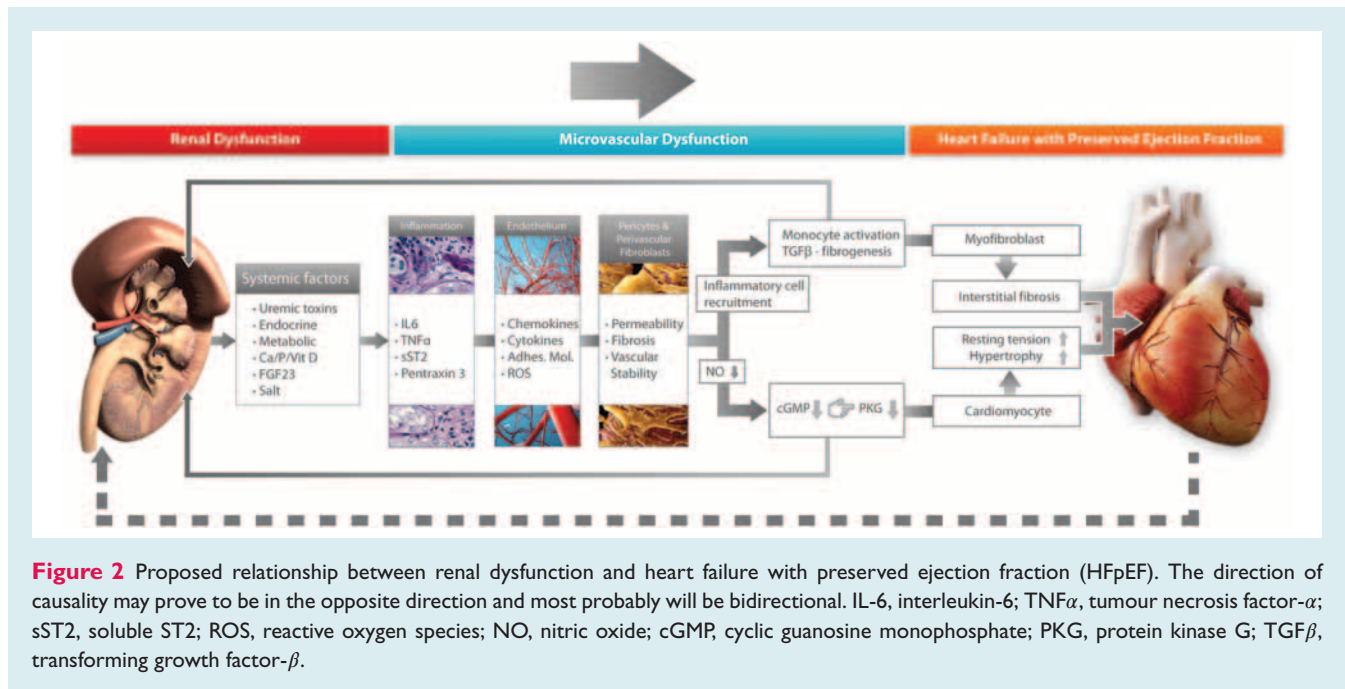 Renal Dysfunction
Microvascular Dysfunction
Heart Failure with Preserved Ejection Fraction
Systemic factors
• Uremic toxins
• Endocrine
• Metabolic
• Ca/P/Vit D
• FGF23
• Salt
Inflammation
• IL6
• TNFα
• sST2
• Pentraxin 3
Endothelium
• Chemokines
• Cytokines
• Adhes. Mol.
• ROS
Pericytes &
Perivascular
Fibroblasts
• Permeability
• Fibrosis
• Vascular
Stability
Inflammatory cell
recruitment
NO
Monocyte activation
TGFβ - fibrogenesis
cGMP PKG
Myofibroblast
Interstitial fibrosis
Resting tension
Hypertrophy
Cardiomyocyte
Figure 2 Proposed relationship between renal dysfunction and heart failure with preserved ejection fraction (HFpEF). The direction of
causality may prove to be in the opposite direction and most probably will be bidirectional. IL-6, interleukin-6; TNFα, tumour necrosis factor-α;
sST2, soluble ST2; ROS, reactive oxygen species; NO, nitric oxide; cGMP, cyclic guanosine monophosphate; PKG, protein kinase G; TGFβ,
transforming growth factor-β.